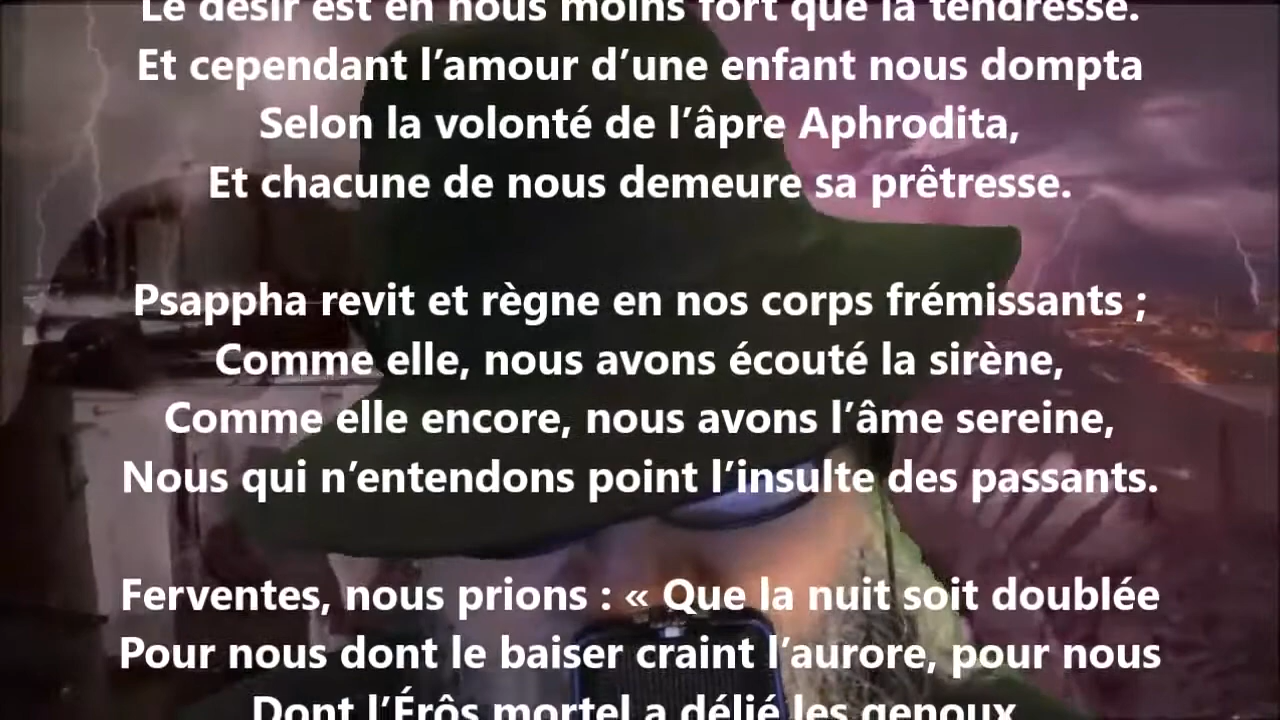 Le désir est en nous moins fort que la tendresse.
Et cependant l’amour d’une enfant nous dompta
Selon la volonté de l’âpre Aphrodita,
Et chacune de nous demeure sa prêtresse.
Psappha revit et règne en nos corps frémissants ;
Comme elle, nous avons écouté la sirène,
Comme elle encore, nous avons l’âme sereine,
Nous qui n’entendons point l’insulte des passants.
Ferventes, nous prions : « Que la nuit soit doublée
Pour nous dont le baiser craint l’aurore, pour nous
Dont l’Érôs mortel a délié les genoux